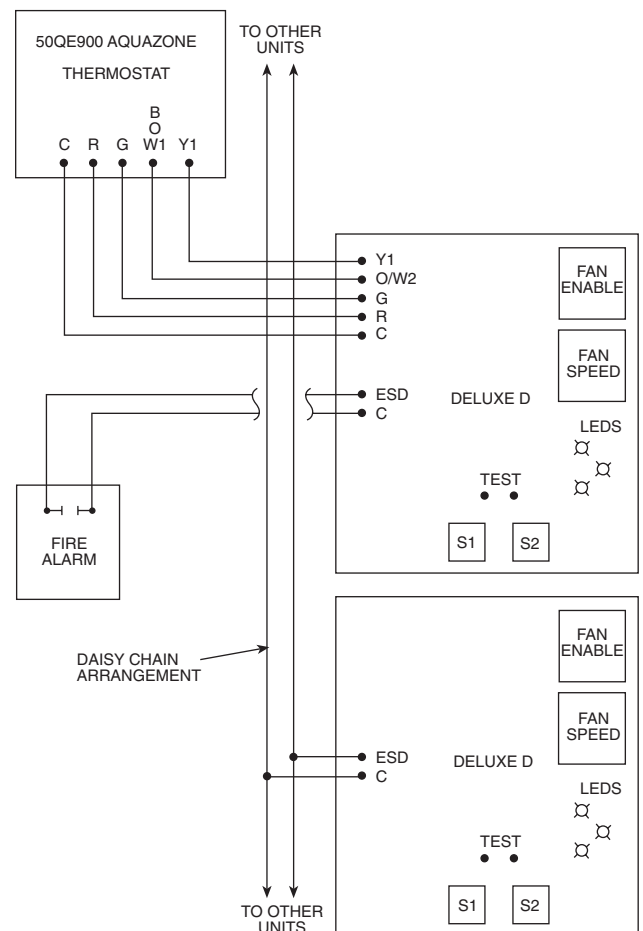 50QE900 AQUAZONE
THERMOSTAT
B
O
C R G W1 Y1
TO OTHER
UNITS
Y1
O/W2
G
R
C
ESD
C
DELUXE D
FAN
ENABLE
FAN
SPEED
LEDS
TEST
S1 S2
FIRE
ALARM
DAISY CHAIN
ARRANGEMENT
FAN
ENABLE
FAN
SPEED
ESD
C
DELUXE D
LEDS
TEST
S1 S2
TO OTHER
UNITS